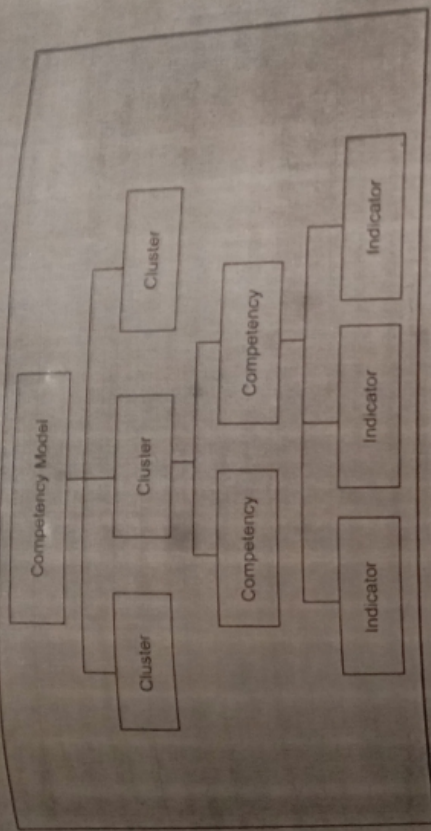 Competency Model
Cluster
Cluster
Cluster
Competency
Competency
Indicator
Indicator
Indicator